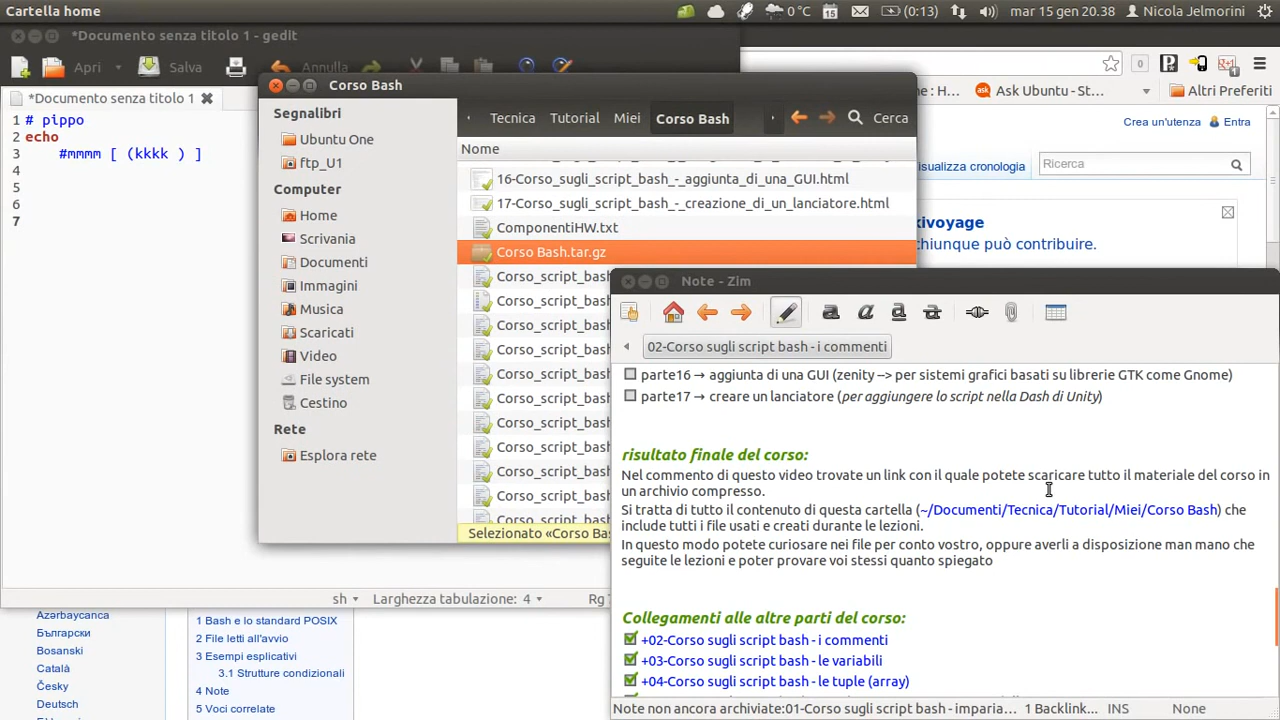 Cartella home
0 °C
15
(0:13)
mar 15 gen 20.38
Nicola Jelmorini
*Documento senza titolo 1 - gedit
Apri
Salva
Annulla
*Documento senza titolo 1
1 # pippo
2 echo
3 #mmmm [ (kkkk ) ]
4
5
6
7
sh
Larghezza tabulazione: 4
Corso Bash
Segnalibri
Ubuntu One
ftp_U1
Computer
Home
Scrivania
Documenti
Immagini
Musica
Scaricati
Video
File system
Cestino
Rete
Esplora rete
Tecnica
Tutorial
Miei
Corso Bash
Cerca
Nome
16-Corso_sugli_script_bash_-_aggiunta_di_una_GUI.html
17-Corso_sugli_script_bash_-_creazione_di_un_lanciatore.html
ComponentiHW.txt
Corso Bash.tar.gz
Corso_script_bash
Corso_script_bash
Corso_script_bash
Corso_script_bash
Corso_script_bash
Corso_script_bash
Corso_script_bash
Corso_script_bash
Corso_script_bash
Corso_script_bash
Selezionato «Corso Bas
0
1
Ask Ubuntu - St...
Altri Preferiti
Crea un'utenza
Entra
isualizza cronologia
Ricerca
kivoyage
chiunque può contribuire.
Note - Zim
02-Corso sugli script bash - i commenti
parte16 → aggiunta di una GUI (zenity --> per sistemi grafici basati su librerie GTK come Gnome)
parte17 → creare un lanciatore (per aggiungere lo script nella Dash di Unity)
risultato finale del corso:
Nel commento di questo video trovate un link con il quale potete scaricare tutto il materiale del corso in
un archivio compresso.
Si tratta di tutto il contenuto di questa cartella (~/Documenti/Tecnica/Tutorial/Miei/Corso Bash) che
include tutti i file usati e creati durante le lezioni.
In questo modo potete curiosare nei file per conto vostro, oppure averli a disposizione man mano che
seguite le lezioni e poter provare voi stessi quanto spiegato
Collegamenti alle altre parti del corso:
+02-Corso sugli script bash - i commenti
+03-Corso sugli script bash - le variabili
+04-Corso sugli script bash - le tuple (array)
Note non ancora archiviate:01-Corso sugli script bash - imparia...
1 Backlink...
INS
None
Azərbaycanca
Български
Bosanski
Català
Česky
Deutsch
1 Bash e lo standard POSIX
2 File letti all'avvio
3 Esempi esplicativi
3.1 Strutture condizionali
4 Note
5 Voci correlate